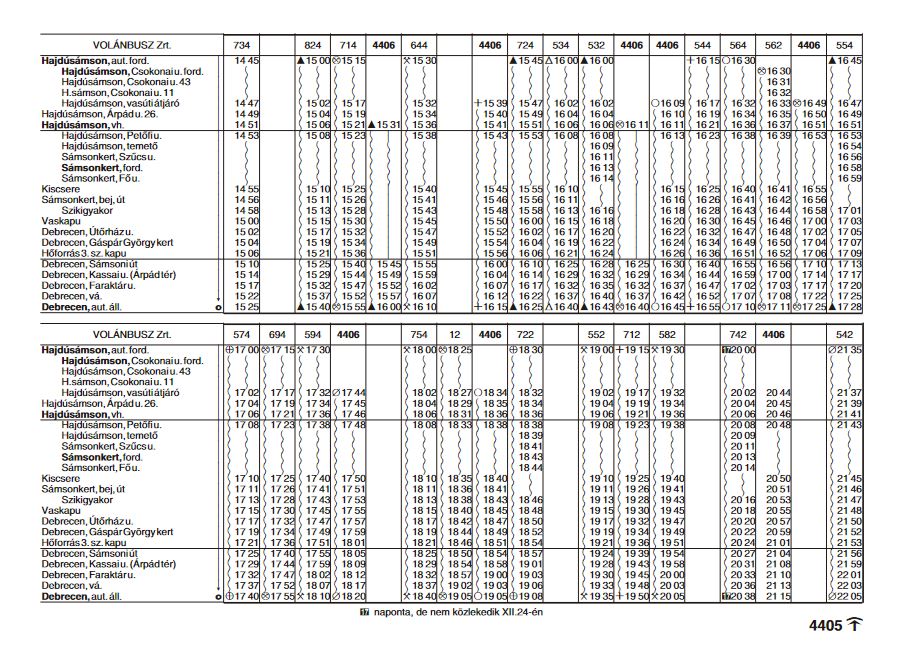 VOLÁNBUSZ Zrt. 734 824 714 4406 644 4406 724 534 532 4406 4406 544 564 562 4406 554
Hajdúsámson, aut. ford. 14 45 ▲15 00 ⊗15 15 ⚒15 30 ▲15 45 △16 00 ▲16 00 +16 15 ○16 30 ▲16 45
Hajdúsámson, Csokonai u. ford. ⊗16 30
Hajdúsámson, Csokonai u. 43 16 31
H.sámson, Csokonai u. 11 16 32
Hajdúsámson, vasúti átjáró 14 47 15 02 15 17 15 32 +15 39 15 47 16 02 16 02 ○16 09 16 17 16 32 16 33 ⊗16 49 16 47
Hajdúsámson, Árpád u. 26. 14 49 15 04 15 19 15 34 15 40 15 49 16 04 16 04 16 10 16 19 16 34 16 35 16 50 16 49
Hajdúsámson, vh. 14 51 15 06 15 21 ▲15 31 15 36 15 41 15 51 16 06 16 06 ⊗16 11 16 11 16 21 16 36 16 37 16 51 16 51
Hajdúsámson, Petőfi u. 14 53 15 08 15 23 15 38 15 43 15 53 16 08 16 08 16 13 16 23 16 38 16 39 16 53 16 53
Hajdúsámson, temető 16 09 16 54
Sámsonkert, Szűcs u. 16 11 16 56
Sámsonkert, ford. 16 13 16 58
Sámsonkert, Fő u. 16 14 16 59
Kiscsere 14 55 15 10 15 25 15 40 15 45 15 55 16 10 16 15 16 25 16 40 16 41 16 55
Sámsonkert, bej, út 14 56 15 11 15 26 15 41 15 46 15 56 16 11 16 16 16 26 16 41 16 42 16 56
Szikigyakor 14 58 15 13 15 28 15 43 15 48 15 58 16 13 16 16 16 18 16 28 16 43 16 44 16 58 17 01
Vaskapu 15 00 15 15 15 30 15 45 15 50 16 00 16 15 16 18 16 20 16 30 16 45 16 46 17 00 17 03
Debrecen, Útőrház u. 15 02 15 17 15 32 15 47 15 52 16 02 16 17 16 20 16 22 16 32 16 47 16 48 17 02 17 05
Debrecen, Gáspár György kert 15 04 15 19 15 34 15 49 15 54 16 04 16 19 16 22 16 24 16 34 16 49 16 50 17 04 17 07
Hőforrás 3. sz. kapu 15 06 15 21 15 36 15 51 15 56 16 06 16 21 16 24 16 26 16 36 16 51 16 52 17 06 17 09
Debrecen, Sámsoni út 15 10 15 25 15 40 15 45 15 55 16 00 16 10 16 25 16 28 16 25 16 30 16 40 16 55 16 56 17 10 17 13
Debrecen, Kassai u. (Árpád tér) 15 14 15 29 15 44 15 49 15 59 16 04 16 14 16 29 16 32 16 29 16 34 16 44 16 59 17 00 17 14 17 17
Debrecen, Faraktár u. 15 17 15 32 15 47 15 52 16 02 16 07 16 17 16 32 16 35 16 32 16 37 16 47 17 02 17 03 17 17 17 20
Debrecen, vá. 15 22 15 37 15 52 15 57 16 07 16 12 16 22 16 37 16 40 16 37 16 42 16 52 17 07 17 08 17 22 17 25
Debrecen, aut. áll. o 15 25 ▲15 40 ⊗15 55 ▲16 00 ⚒16 10 +16 15 ▲16 25 △16 40 ▲16 43 ⊗16 40 ○16 45 +16 55 ○17 10 ⊗17 11 ⊗17 25 ▲17 28
VOLÁNBUSZ Zrt. 574 694 594 4406 754 12 4406 722 552 712 582 742 4406 542
Hajdúsámson, aut. ford. ⊕17 00 ⊗17 15 ⚒17 30 ⚒18 00 ⊗18 25 ⊕18 30 ⚒19 00 +19 15 ⚒19 30 [17]20 00 ∅21 35
Hajdúsámson, Csokonai u. ford.
Hajdúsámson, Csokonai u. 43
H.sámson, Csokonai u. 11
Hajdúsámson, vasúti átjáró 17 02 17 17 17 32 ∅17 44 18 02 18 27 ○18 34 18 32 19 02 19 17 19 32 20 02 20 44 21 37
Hajdúsámson, Árpád u. 26. 17 04 17 19 17 34 17 45 18 04 18 29 18 35 18 34 19 04 19 19 19 34 20 04 20 45 21 39
Hajdúsámson, vh. 17 06 17 21 17 36 17 46 18 06 18 31 18 36 18 36 19 06 19 21 19 36 20 06 20 46 21 41
Hajdúsámson, Petőfi u. 17 08 17 23 17 38 17 48 18 08 18 33 18 38 18 38 19 08 19 23 19 38 20 08 20 48 21 43
Hajdúsámson, temető 18 39 20 09
Sámsonkert, Szűcs u. 18 41 20 11
Sámsonkert, ford. 18 43 20 13
Sámsonkert, Fő u. 18 44 20 14
Kiscsere 17 10 17 25 17 40 17 50 18 10 18 35 18 40 19 10 19 25 19 40 20 50 21 45
Sámsonkert, bej, út 17 11 17 26 17 41 17 51 18 11 18 36 18 41 19 11 19 26 19 41 20 51 21 46
Szikigyakor 17 13 17 28 17 43 17 53 18 13 18 38 18 43 18 46 19 13 19 28 19 43 20 16 20 53 21 47
Vaskapu 17 15 17 30 17 45 17 55 18 15 18 40 18 45 18 48 19 15 19 30 19 45 20 18 20 55 21 48
Debrecen, Útőrház u. 17 17 17 32 17 47 17 57 18 17 18 42 18 47 18 50 19 17 19 32 19 47 20 20 20 57 21 50
Debrecen, Gáspár György kert 17 19 17 34 17 49 17 59 18 19 18 44 18 49 18 52 19 19 19 34 19 49 20 22 20 59 21 52
Hőforrás 3. sz. kapu 17 21 17 36 17 51 18 01 18 21 18 46 18 51 18 54 19 21 19 36 19 51 20 24 21 01 21 53
Debrecen, Sámsoni út 17 25 17 40 17 55 18 05 18 25 18 50 18 54 18 57 19 24 19 39 19 54 20 27 21 04 21 56
Debrecen, Kassai u. (Árpád tér) 17 29 17 44 17 59 18 09 18 29 18 54 18 58 19 01 19 28 19 43 19 58 20 31 21 08 21 59
Debrecen, Faraktár u. 17 32 17 47 18 02 18 12 18 32 18 57 19 00 19 03 19 30 19 45 20 00 20 33 21 10 22 01
Debrecen, vá. 17 37 17 52 18 07 18 17 18 37 19 02 19 03 19 06 19 33 19 48 20 03 20 36 21 13 22 03
Debrecen, aut. áll. o ⊕17 40 ⊗17 55 ⚒18 10 ∅18 20 ⚒18 40 ⊗19 05 ○19 05 ⊕19 08 ⚒19 35 +19 50 ⚒20 05 [17]20 38 21 15 ∅22 05
[17] naponta, de nem közlekedik XII.24-én
4405